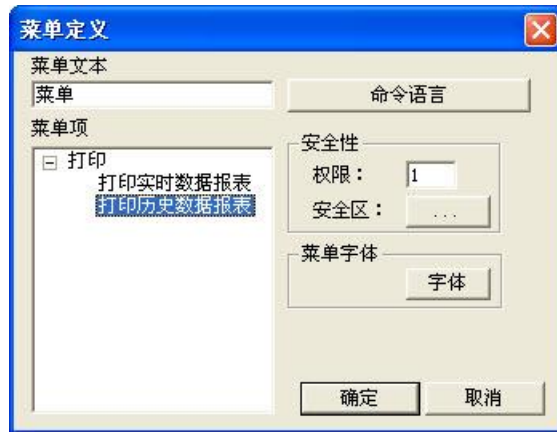 菜单定义
菜单文本
菜单
命令语言
菜单项
打印
打印实时数据报表
打印历史数据报表
安全性
权限： 1
安全区： ...
菜单字体
字体
确定
取消